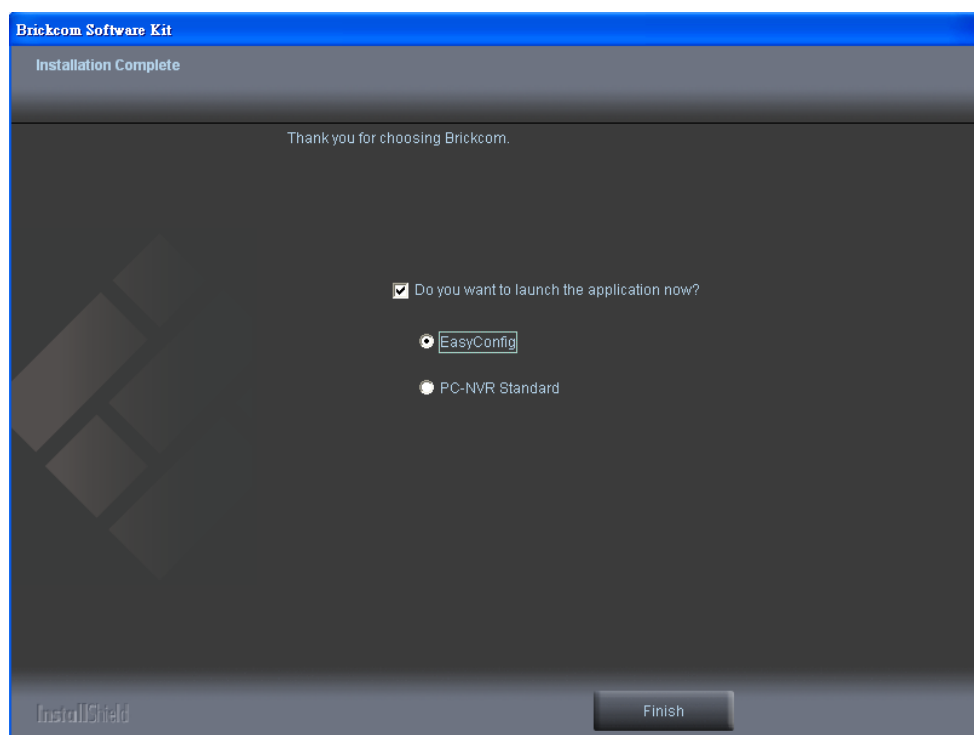 Brickcom Software Kit
Installation Complete
Thank you for choosing Brickcom.
Do you want to launch the application now?
EasyConfig
PC-NVR Standard
InstallShield
Finish